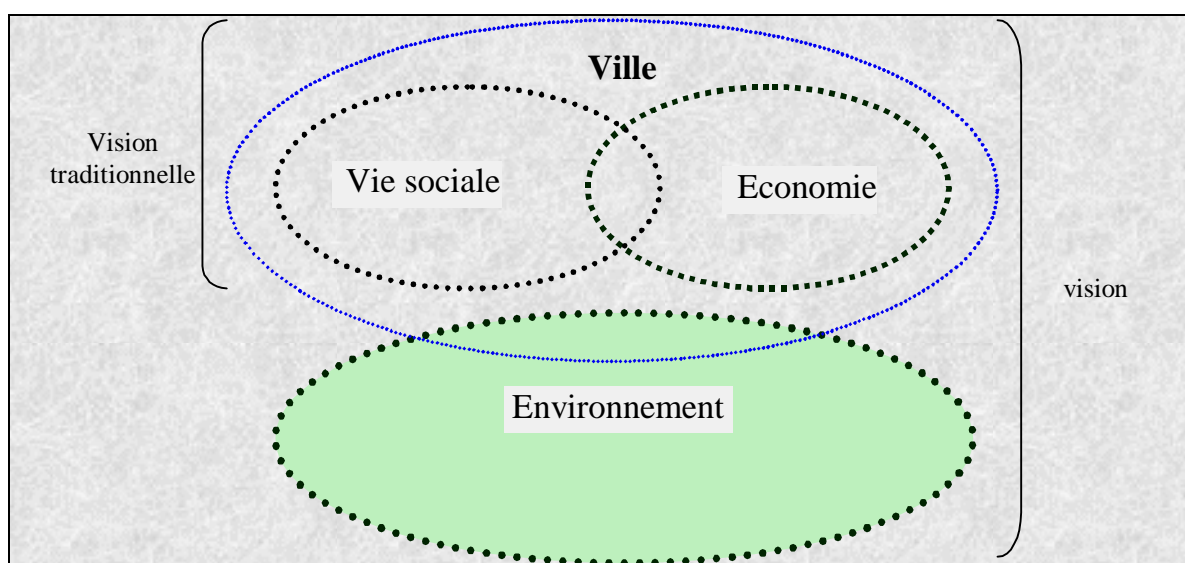 Ville
Vision
traditionnelle
Vie sociale
Economie
vision
Environnement